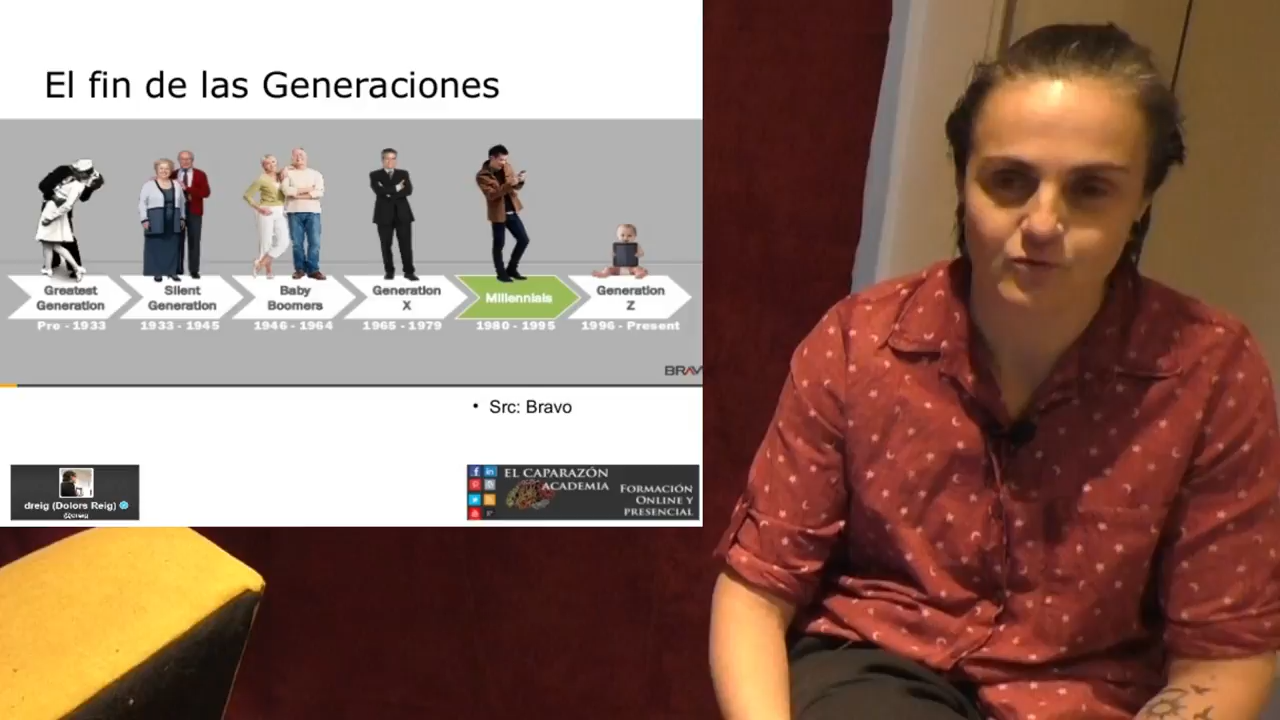 El fin de las Generaciones
Greatest
Generation
Pre - 1933
Silent
Generation
1933 - 1945
Baby
Boomers
1946 - 1964
Generation
X
1965 - 1979
Millennials
1980 - 1995
Generation
Z
1996 - Present
BRAV
• Src: Bravo
dreig (Dolors Reig)
@dreig
EL CAPARAZÓN
ACADEMIA
FORMACIÓN
ONLINE Y
PRESENCIAL